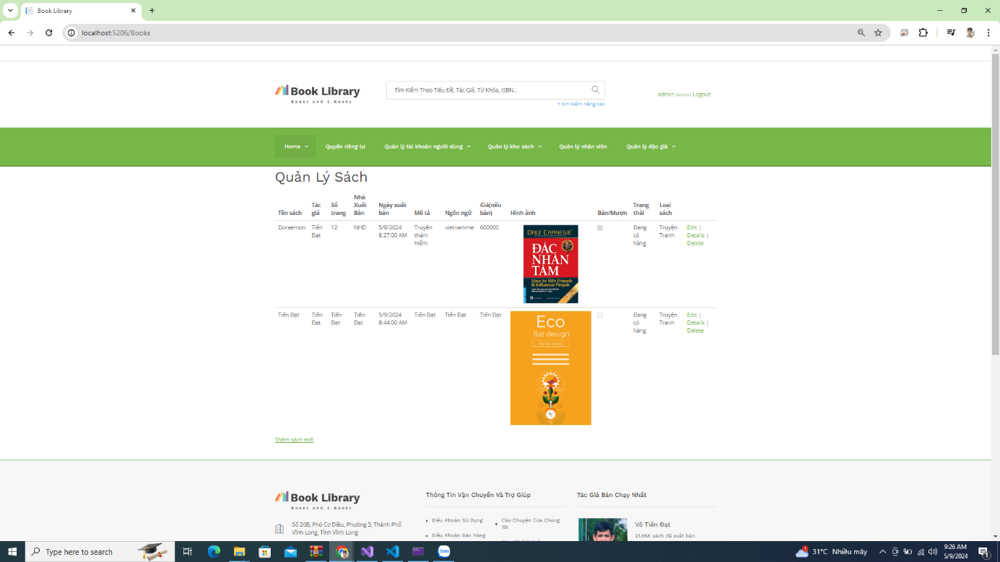 Book Library
localhost:5206/Books
Book Library
Books and E-Books
Tìm Kiếm Theo Tiêu Đề, Tác Giả, Từ Khóa, ISBN...
+ tìm kiếm nâng cao
admin (Admin) Logout
Home
Quyền riêng tư
Quản lý tài khoản người dùng
Quản lý kho sách
Quản lý nhân viên
Quản lý độc giả
Quản Lý Sách
Tên sách
Tác giả
Số trang
Nhà Xuất Bản
Ngày xuất bản
Mô tả
Ngôn ngữ
Giá(nếu bán)
Hình ảnh
Bán/Mượn
Trạng thái
Loại sách
Doraemon
Tiến Đạt
12
NHD
5/8/2024 8:27:00 AM
Truyện thám hiểm
vietnamme
600000
DALE CARNEGIE
ĐẮC
NHÂN
TÂM
How to Win Friends
& Influence People
Đang có hàng
Truyện Tranh
Edit |
Details |
Delete
Tiến Đạt
Tiến Đạt
Tiến Đạt
Tiến Đạt
5/9/2024 8:44:00 AM
Tiến Đạt
Tiến Đạt
Tiến Đạt
Eco
flat design
Đang có hàng
Truyện Tranh
Edit |
Details |
Delete
Thêm sách mới
Book Library
Books and E-Books
Số 20B, Phó Cơ Điều, Phường 3, Thành Phố
Vĩnh Long, Tỉnh Vĩnh Long
Thông Tin Vận Chuyển Và Trợ Giúp
Điều Khoản Sử Dụng
Điều Khoản Bán Hàng
Câu Chuyện Của Chúng
Tôi
Tác Giả Bán Chạy Nhất
Võ Tiến Đạt
21,658 sách đã xuất bản
Type here to search
Zalo
31°C Nhiều mây
9:26 AM
5/9/2024